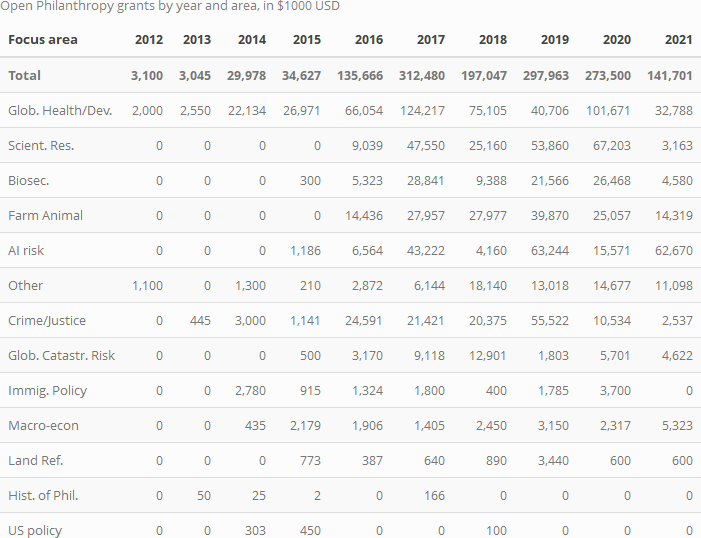 Open Philanthropy grants by year and area, in $1000 USD
Focus area 2012 2013 2014 2015 2016 2017 2018 2019 2020 2021
Total 3,100 3,045 29,978 34,627 135,666 312,480 197,047 297,963 273,500 141,701
Glob. Health/Dev. 2,000 2,550 22,134 26,971 66,054 124,217 75,105 40,706 101,671 32,788
Scient. Res. 0 0 0 0 9,039 47,550 25,160 53,860 67,203 3,163
Biosec. 0 0 0 300 5,323 28,841 9,388 21,566 26,468 4,580
Farm Animal 0 0 0 0 14,436 27,957 27,977 39,870 25,057 14,319
AI risk 0 0 0 1,186 6,564 43,222 4,160 63,244 15,571 62,670
Other 1,100 0 1,300 210 2,872 6,144 18,140 13,018 14,677 11,098
Crime/Justice 0 445 3,000 1,141 24,591 21,421 20,375 55,522 10,534 2,537
Glob. Catastr. Risk 0 0 0 500 3,170 9,118 12,901 1,803 5,701 4,622
Immig. Policy 0 0 2,780 915 1,324 1,800 400 1,785 3,700 0
Macro-econ 0 0 435 2,179 1,906 1,405 2,450 3,150 2,317 5,323
Land Ref. 0 0 0 773 387 640 890 3,440 600 600
Hist. of Phil. 0 50 25 2 0 166 0 0 0 0
US policy 0 0 303 450 0 0 100 0 0 0